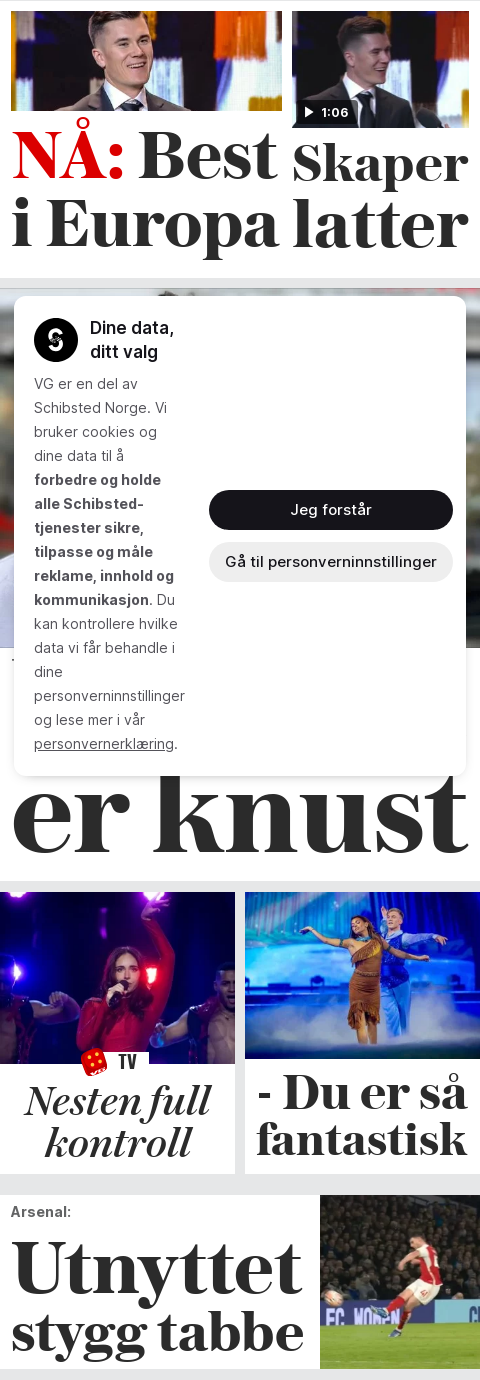 1:06
NÅ: Best
i Europa
Skaper
latter
Dine data,
ditt valg
VG er en del av
Schibsted Norge. Vi
bruker cookies og
dine data til å
forbedre og holde
alle Schibsted-
tjenester sikre,
tilpasse og måle
reklame, innhold og
kommunikasjon. Du
kan kontrollere hvilke
data vi får behandle i
dine
personverninnstillinger
og lese mer i vår
personvernerklæring.
Jeg forstår
Gå til personverninnstillinger
er knust
TV
Nesten full
kontroll
- Du er så
fantastisk
Arsenal:
Utnyttet
stygg tabbe
FC WOMEN